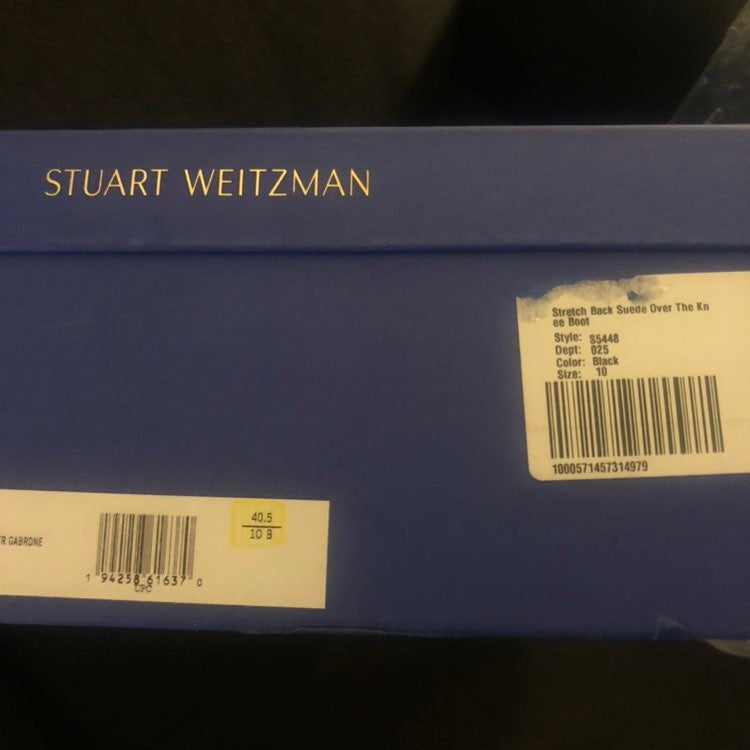 STUART WEITZMAN
Stretch Back Suede Over The Kn
ee Boot
Style: S5448
Dept: 025
Color: Black
Size: 10
1000571457314979
40.5
10 B
R GABRDNE
1 94258 61637 0
UPC